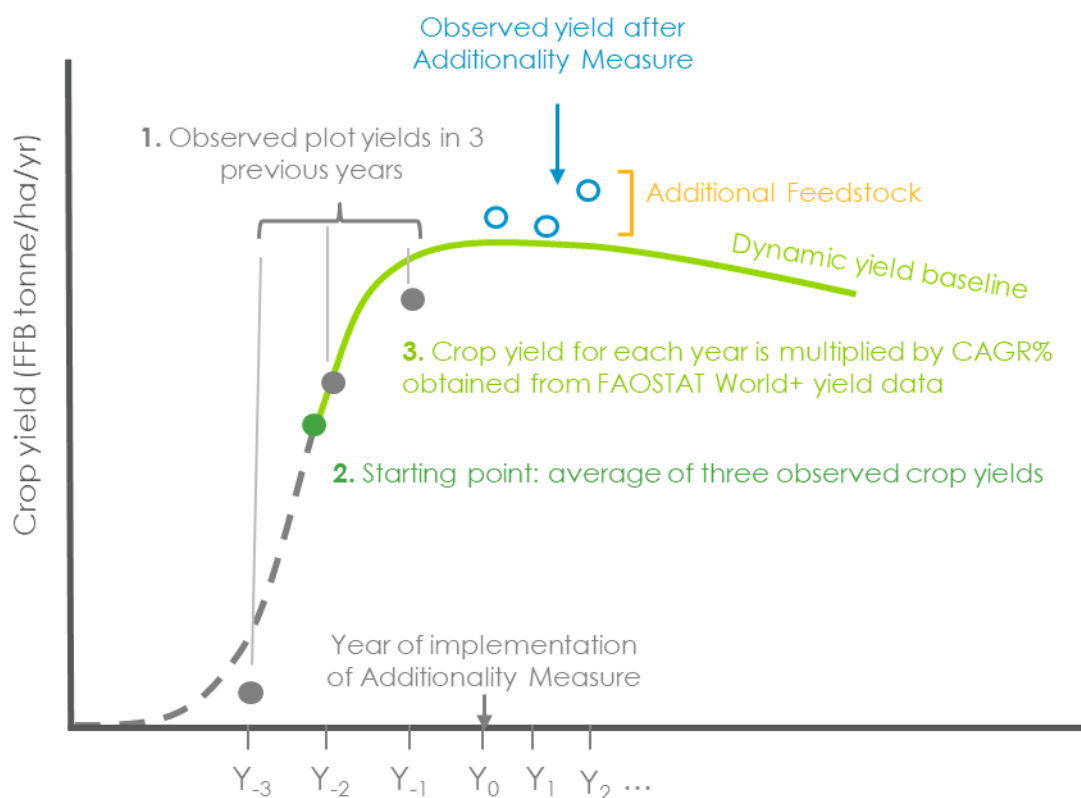 Observed yield after
Additionality Measure
1. Observed plot yields in 3
previous years
Additional Feedstock
Dynamic yield baseline
3. Crop yield for each year is multiplied by CAGR%
obtained from FAOSTAT World+ yield data
2. Starting point: average of three observed crop yields
Crop yield (FFB tonne/ha/yr)
Year of implementation
of Additionality Measure
Y-3 Y-2 Y-1 Y0 Y1 Y2 ...